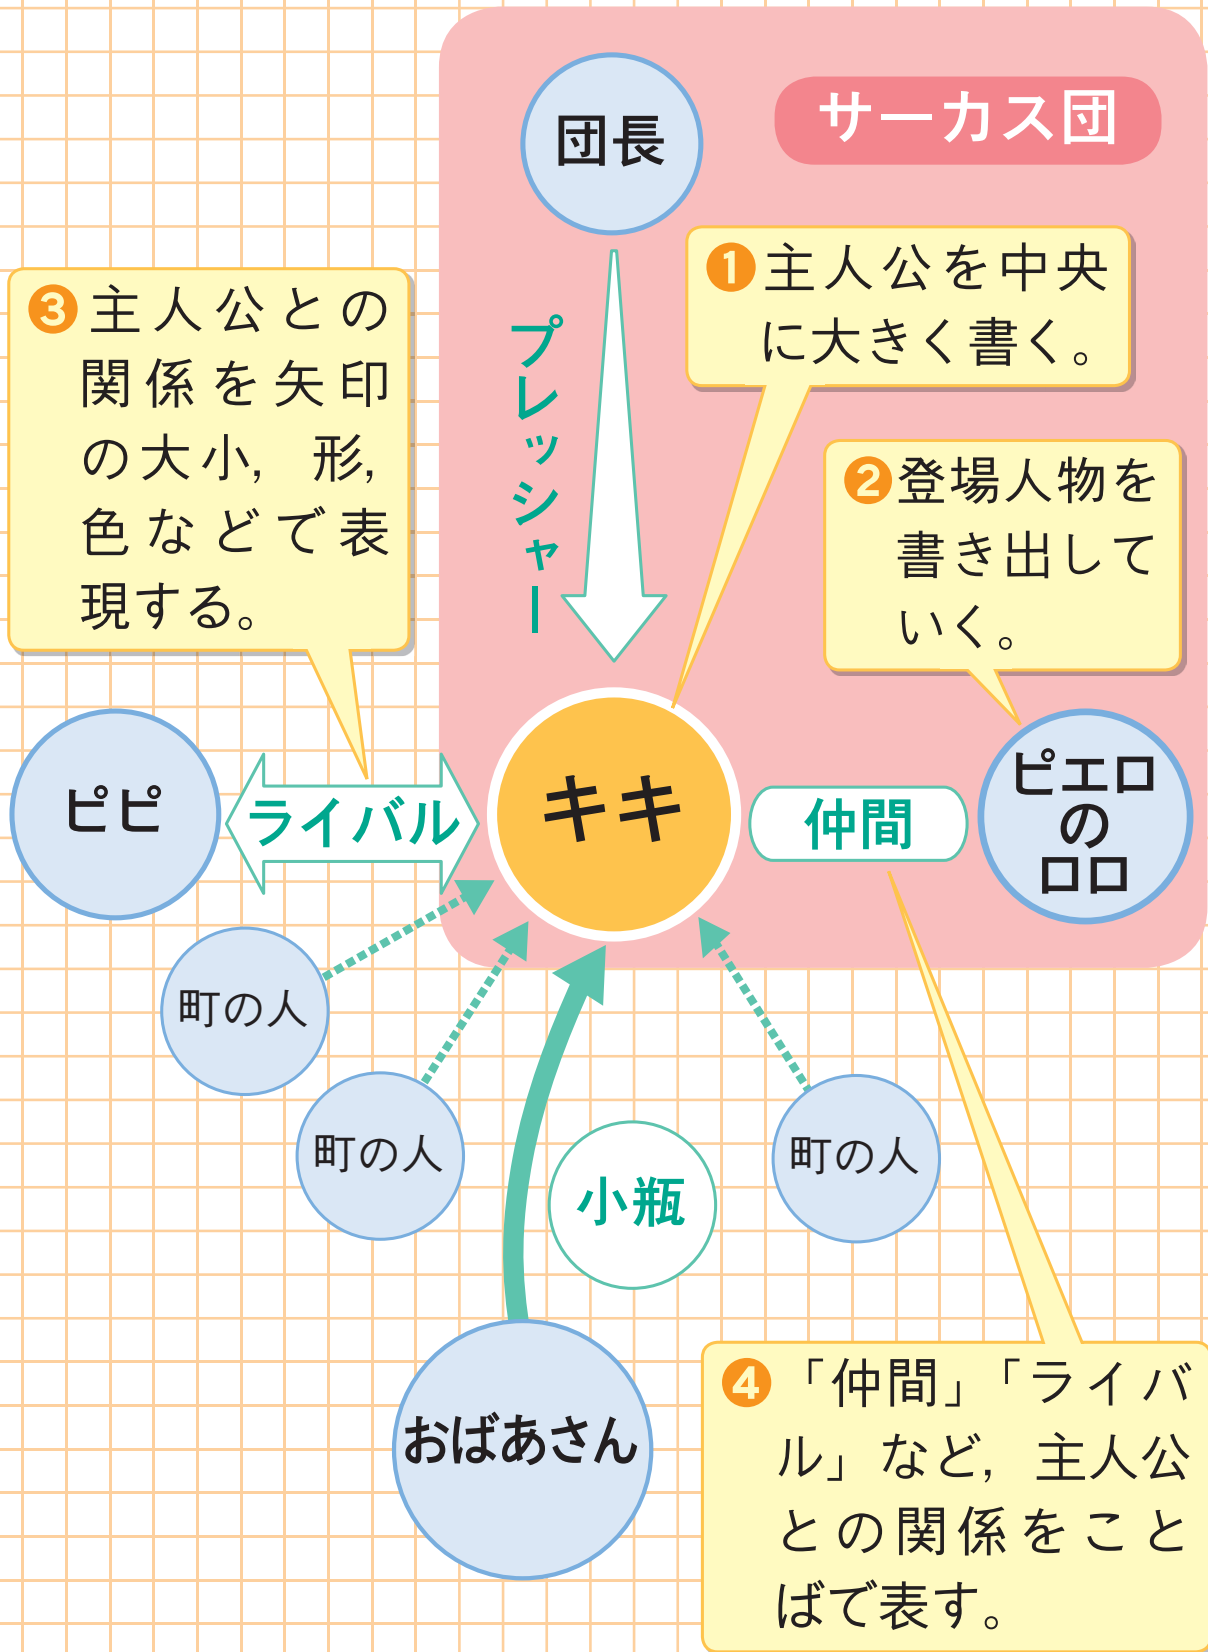 サーカス団
団長
❶主人公を中央
に大きく書く。
❸主人公との
関係を矢印
の大小，形，
色などで表
現する。
プレッシャー
❷登場人物を
書き出して
いく。
ピピ
ライバル
キキ
仲間
ピエロ
の
ロロ
町の人
町の人
町の人
小瓶
おばあさん
❹「仲間」「ライバ
ル」など，主人公
との関係をこと
ばで表す。